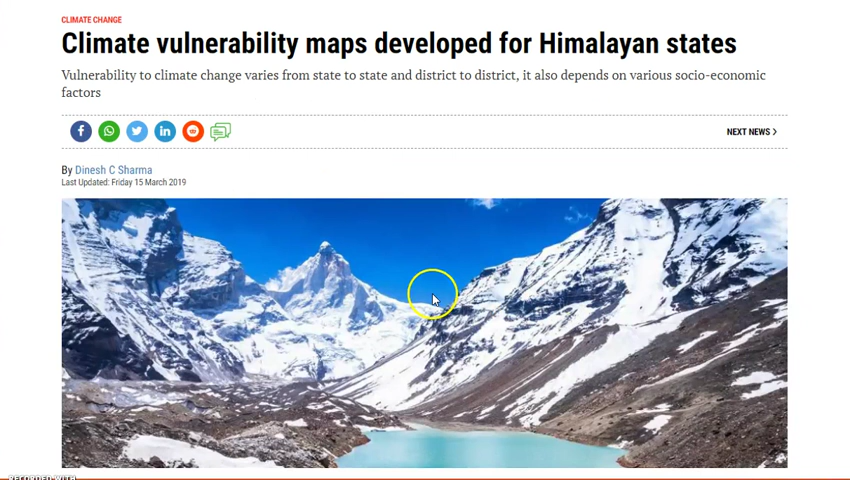 CLIMATE CHANGE
Climate vulnerability maps developed for Himalayan states
Vulnerability to climate change varies from state to state and district to district, it also depends on various socio-economic
factors
NEXT NEWS >
By Dinesh C Sharma
Last Updated: Friday 15 March 2019
RECORDED WITH